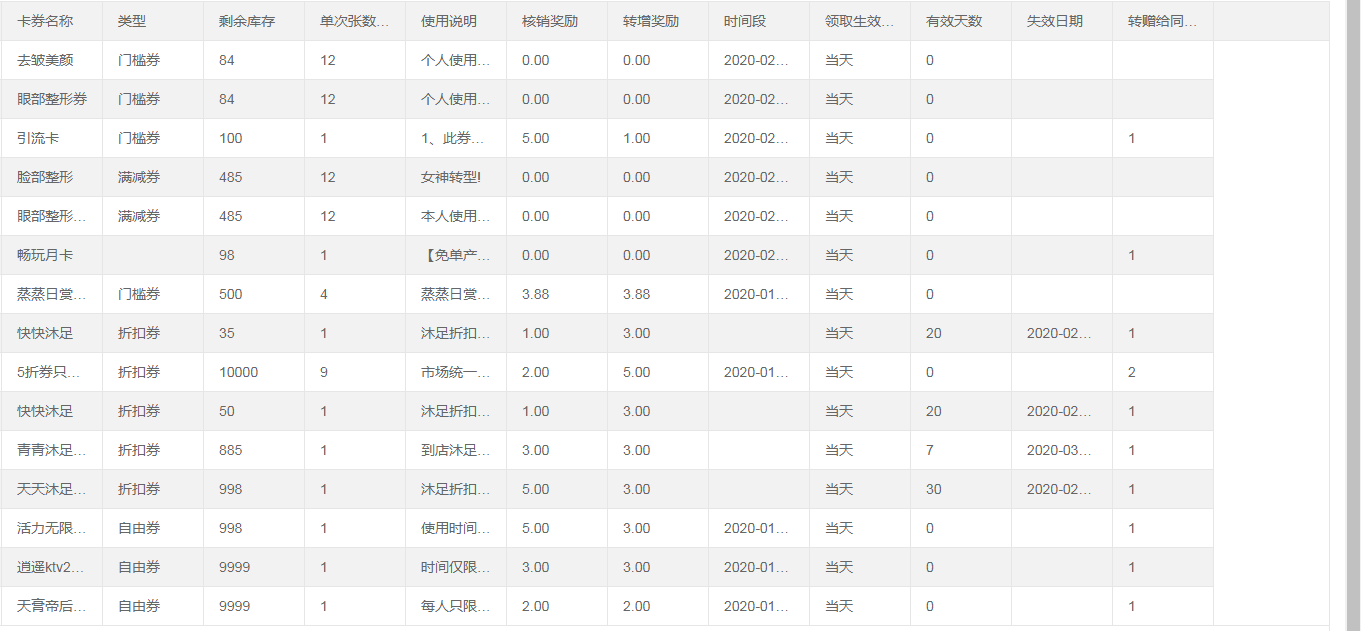 卡券名称 类型 剩余库存 单次张数... 使用说明 核销奖励 转增奖励 时间段 领取生效... 有效天数 失效日期 转赠给同...
去皱美颜 门槛券 84 12 个人使用... 0.00 0.00 2020-02... 当天 0
眼部整形券 门槛券 84 12 个人使用... 0.00 0.00 2020-02... 当天 0
引流卡 门槛券 100 1 1、此券... 5.00 1.00 2020-02... 当天 0 1
脸部整形 满减券 485 12 女神转型! 0.00 0.00 2020-02... 当天 0
眼部整形... 满减券 485 12 本人使用... 0.00 0.00 2020-02... 当天 0
畅玩月卡 98 1 【免单产... 0.00 0.00 2020-02... 当天 0 1
蒸蒸日赏... 门槛券 500 4 蒸蒸日赏... 3.88 3.88 2020-01... 当天 0
快快沐足 折扣券 35 1 沐足折扣... 1.00 3.00 当天 20 2020-02... 1
5折券只... 折扣券 10000 9 市场统一... 2.00 5.00 2020-01... 当天 0 2
快快沐足 折扣券 50 1 沐足折扣... 1.00 3.00 当天 20 2020-02... 1
青青沐足... 折扣券 885 1 到店沐足... 3.00 3.00 当天 7 2020-03... 1
天天沐足... 折扣券 998 1 沐足折扣... 5.00 3.00 当天 30 2020-02... 1
活力无限... 自由券 998 1 使用时间... 5.00 3.00 2020-01... 当天 0 1
逍遥ktv2... 自由券 9999 1 时间仅限... 3.00 3.00 2020-01... 当天 0 1
天膏帝后... 自由券 9999 1 每人只限... 2.00 2.00 2020-01... 当天 0 1